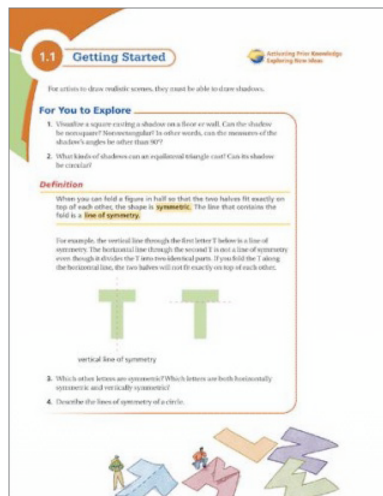 1.1 Getting Started
Activating Prior Knowledge
Exploring New Ideas
For artists to draw realistic scenes, they must be able to draw shadows.
For You to Explore
1. Visualize a square casting a shadow on a floor or wall. Can the shadow
be nonsquare? Nonrectangular? In other words, can the measures of the
shadow's angles be other than 90°?
2. What kinds of shadows can an equilateral triangle cast? Can its shadow
be circular?
Definition
When you can fold a figure in half so that the two halves fit exactly on
top of each other, the shape is symmetric. The line that contains the
fold is a line of symmetry.
For example, the vertical line through the first letter T below is a line of
symmetry. The horizontal line through the second T is not a line of symmetry
even though it divides the T into two identical parts. If you fold the T along
the horizontal line, the two halves will not fit exactly on top of each other.
T T
vertical line of symmetry
3. Which other letters are symmetric? Which letters are both horizontally
symmetric and vertically symmetric?
4. Describe the lines of symmetry of a circle.